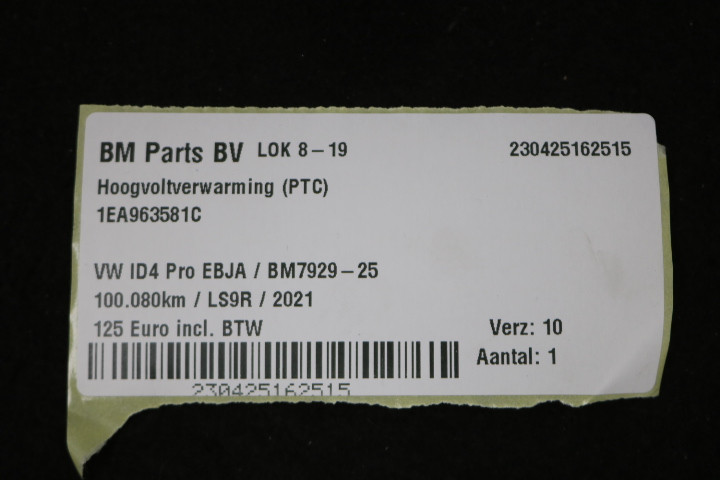 BM Parts BV LOK 8-19 230425162515
Hoogvoltverwarming (PTC)
1EA963581C
VW ID4 Pro EBJA / BM7929-25
100.080km / LS9R / 2021
125 Euro incl. BTW Verz: 10
Aantal: 1
230425162515